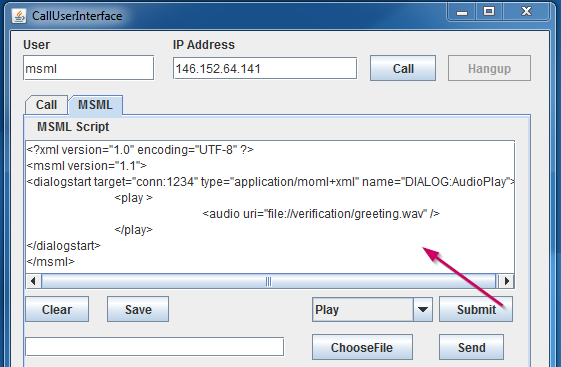 CallUserInterface
User
IP Address
msml
146.152.64.141
Call
Hangup
Call
MSML
MSML Script
<?xml version="1.0" encoding="UTF-8" ?>
<msml version="1.1">
<dialogstart target="conn:1234" type="application/moml+xml" name="DIALOG:AudioPlay">
<play >
<audio uri="file://verification/greeting.wav" />
</play>
</dialogstart>
</msml>
Clear
Save
Play
Submit
ChooseFile
Send